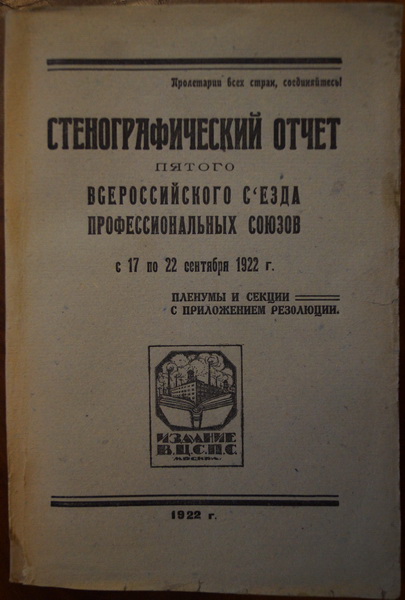 Пролетарии всех стран, соединяйтесь!
СТЕНОГРАФИЧЕСКИЙ ОТЧЕТ
ПЯТОГО
ВСЕРОССИЙСКОГО С‘ЕЗДА
ПРОФЕССИОНАЛЬНЫХ СОЮЗОВ
с 17 по 22 сентября 1922 г.
ПЛЕНУМЫ И СЕКЦИИ
С ПРИЛОЖЕНИЕМ РЕЗОЛЮЦИИ.
ИЗДАНИЕ
В.Ц.С.П.С.
МОСКВА.
1922 г.